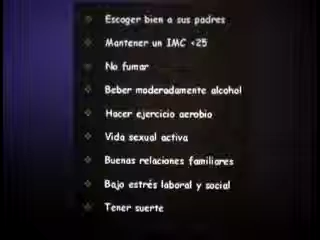 Escoger bien a sus padres
Mantener un IMC <25
No fumar
Beber moderadamente alcohol
Hacer ejercicio aerobio
Vida sexual activa
Buenas relaciones familiares
Bajo estrés laboral y social
Tener suerte